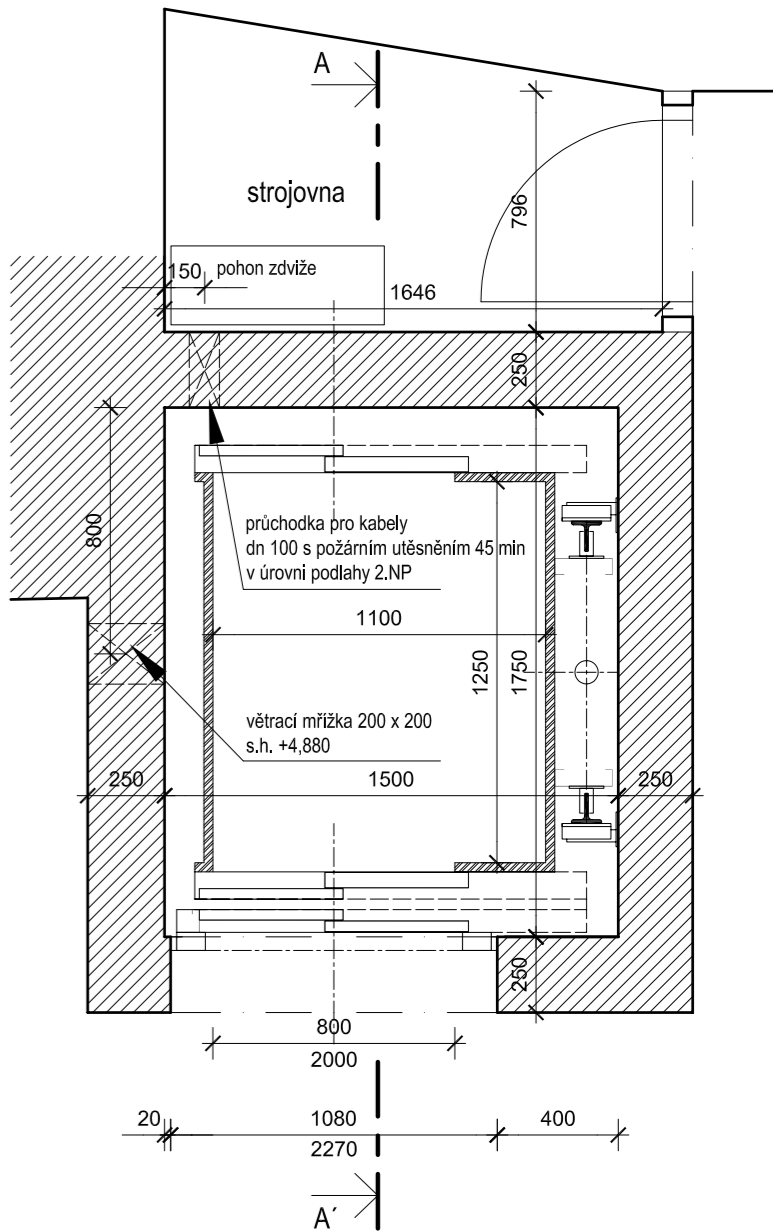 A
strojovna
796
150
pohon zdviže
1646
250
800
průchodka pro kabely
dn 100 s požárním utěsněním 45 min
v úrovni podlahy 2.NP
1100
1250
1750
větrací mřížka 200 x 200
s.h. +4,880
250
1500
250
250
800
2000
20
1080
400
2270
A´